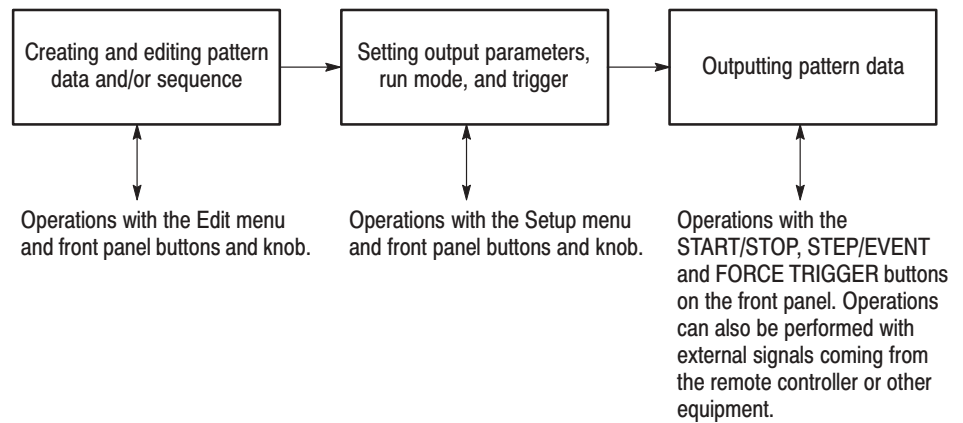 Creating and editing pattern
data and/or sequence
Setting output parameters,
run mode, and trigger
Outputting pattern data
Operations with the Edit menu
and front panel buttons and knob.
Operations with the Setup menu
and front panel buttons and knob.
Operations with the
START/STOP, STEP/EVENT
and FORCE TRIGGER buttons
on the front panel. Operations
can also be performed with
external signals coming from
the remote controller or other
equipment.